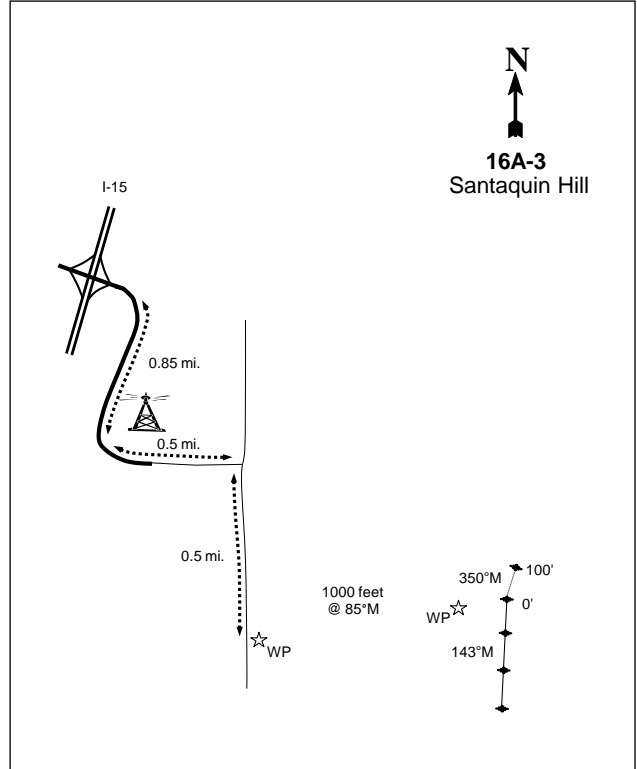 N
16A-3
Santaquin Hill
I-15
0.85 mi.
0.5 mi.
0.5 mi.
1000 feet
@ 85°M
WP
WP
350°M
100'
0'
143°M